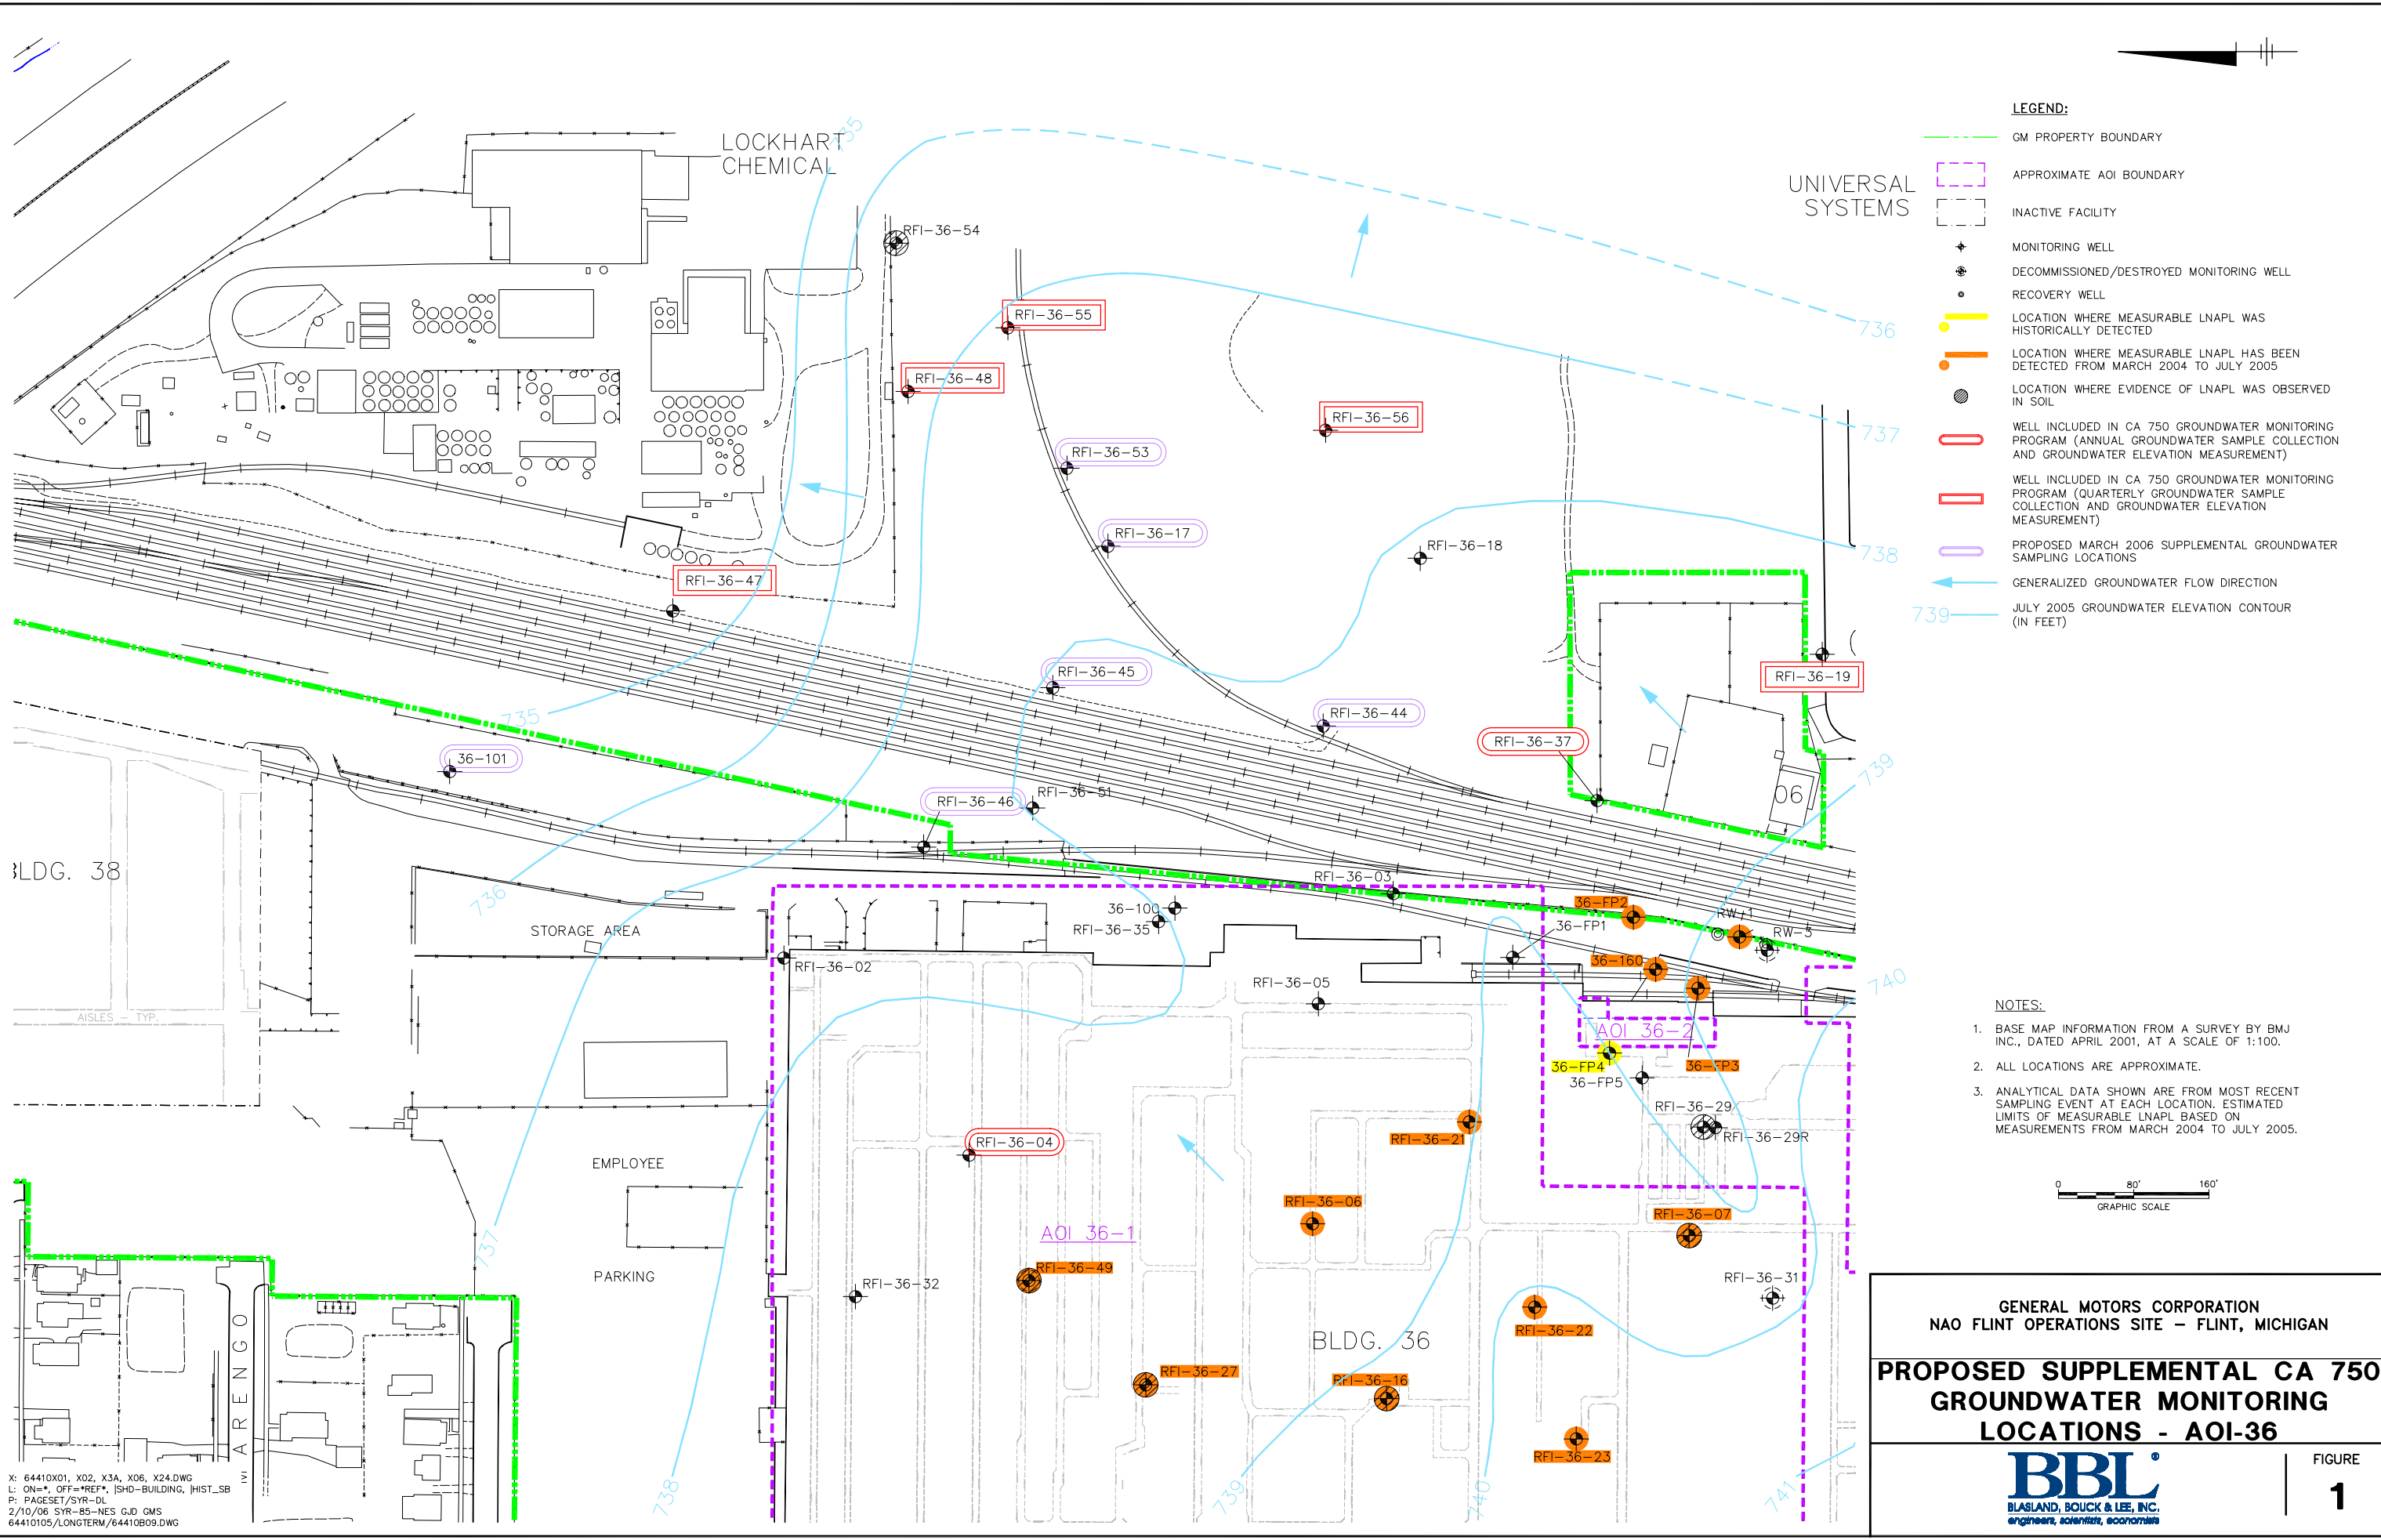 LOCKHART
CHEMICAL
735
RFI-36-54
UNIVERSAL
SYSTEMS
RFI-36-55
RFI-36-48
RFI-36-56
736
737
RFI-36-53
RFI-36-17
RFI-36-18
738
RFI-36-47
RFI-36-45
RFI-36-19
RFI-36-44
735
RFI-36-37
36-101
739
RFI-36-46
RFI-36-51
06
BLDG. 38
RFI-36-03
736
36-100
36-FP2
RW-1
STORAGE AREA
RFI-36-35
36-FP1
RW-3
RFI-36-02
36-160
RFI-36-05
740
AISLES - TYP.
AOI 36-2
36-FP4
36-FP3
36-FP5
RFI-36-29
RFI-36-29R
RFI-36-21
RFI-36-04
EMPLOYEE
RFI-36-06
RFI-36-07
AOI 36-1
737
RFI-36-49
PARKING
RFI-36-32
RFI-36-31
RFI-36-22
BLDG. 36
ARENGO
RFI-36-27
RFI-36-16
RFI-36-23
738
739
740
741
X: 64410X01, X02, X3A, X06, X24.DWG
L: ON=*, OFF=*REF*, |SHD-BUILDING, |HIST_SB
P: PAGESET/SYR-DL
2/10/06 SYR-85-NES GJD GMS
64410105/LONGTERM/64410B09.DWG
LEGEND:
GM PROPERTY BOUNDARY
APPROXIMATE AOI BOUNDARY
INACTIVE FACILITY
MONITORING WELL
DECOMMISSIONED/DESTROYED MONITORING WELL
RECOVERY WELL
LOCATION WHERE MEASURABLE LNAPL WAS
HISTORICALLY DETECTED
LOCATION WHERE MEASURABLE LNAPL HAS BEEN
DETECTED FROM MARCH 2004 TO JULY 2005
LOCATION WHERE EVIDENCE OF LNAPL WAS OBSERVED
IN SOIL
WELL INCLUDED IN CA 750 GROUNDWATER MONITORING
PROGRAM (ANNUAL GROUNDWATER SAMPLE COLLECTION
AND GROUNDWATER ELEVATION MEASUREMENT)
WELL INCLUDED IN CA 750 GROUNDWATER MONITORING
PROGRAM (QUARTERLY GROUNDWATER SAMPLE
COLLECTION AND GROUNDWATER ELEVATION
MEASUREMENT)
PROPOSED MARCH 2006 SUPPLEMENTAL GROUNDWATER
SAMPLING LOCATIONS
GENERALIZED GROUNDWATER FLOW DIRECTION
739
JULY 2005 GROUNDWATER ELEVATION CONTOUR
(IN FEET)
NOTES:
1. BASE MAP INFORMATION FROM A SURVEY BY BMJ
INC., DATED APRIL 2001, AT A SCALE OF 1:100.
2. ALL LOCATIONS ARE APPROXIMATE.
3. ANALYTICAL DATA SHOWN ARE FROM MOST RECENT
SAMPLING EVENT AT EACH LOCATION. ESTIMATED
LIMITS OF MEASURABLE LNAPL BASED ON
MEASUREMENTS FROM MARCH 2004 TO JULY 2005.
0 80' 160'
GRAPHIC SCALE
GENERAL MOTORS CORPORATION
NAO FLINT OPERATIONS SITE - FLINT, MICHIGAN
PROPOSED SUPPLEMENTAL CA 750
GROUNDWATER MONITORING
LOCATIONS - AOI-36
BBL®
BLASLAND, BOUCK & LEE, INC.
engineers, scientists, economists
FIGURE
1